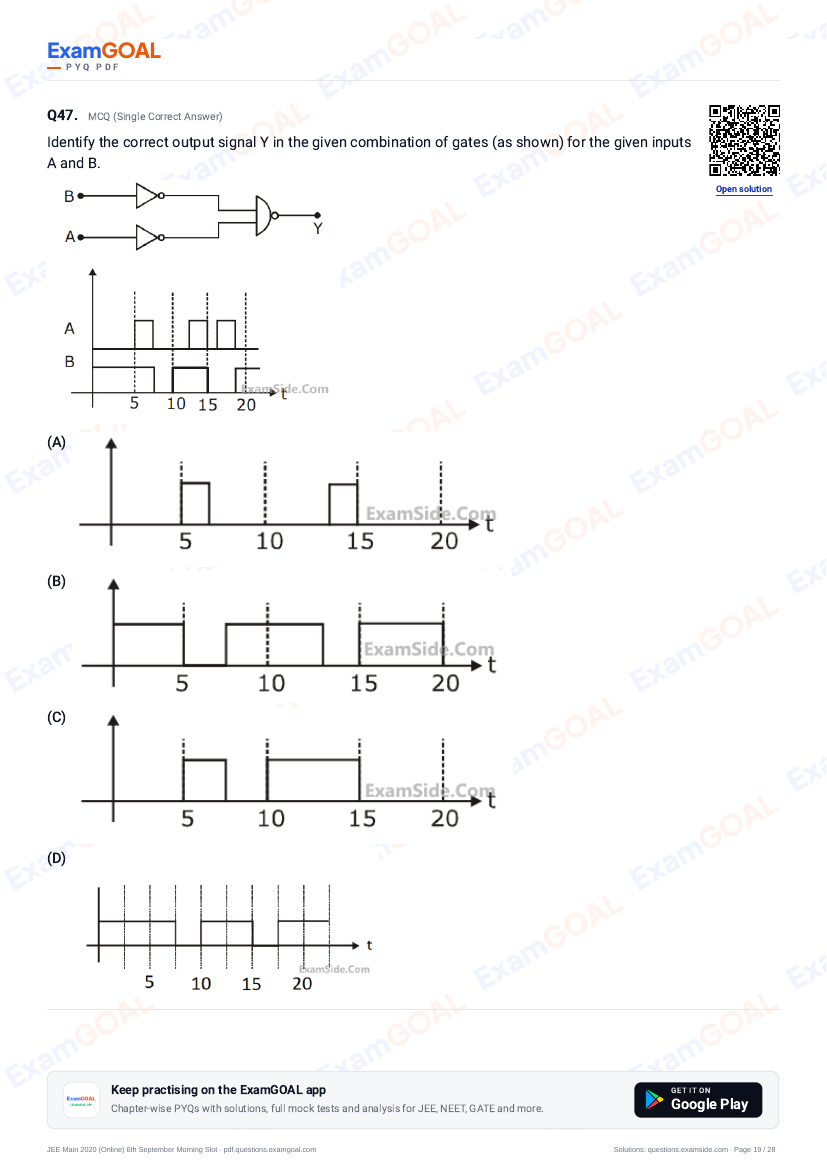 ExamGOAL
PYQ PDF
Q47. MCQ (Single Correct Answer)
Identify the correct output signal Y in the given combination of gates (as shown) for the given inputs
A and B.
Open solution
B
A
Y
A
B
ExamSide.Com
t
5 10 15 20
(A)
ExamSide.Com
t
5 10 15 20
(B)
ExamSide.Com
t
5 10 15 20
(C)
ExamSide.Com
t
5 10 15 20
(D)
t
ExamSide.Com
5 10 15 20
Keep practising on the ExamGOAL app
Chapter-wise PYQs with solutions, full mock tests and analysis for JEE, NEET, GATE and more.
GET IT ON
Google Play
JEE Main 2020 (Online) 6th September Morning Slot · pdf.questions.examgoal.com
Solutions: questions.examside.com · Page 19 / 28